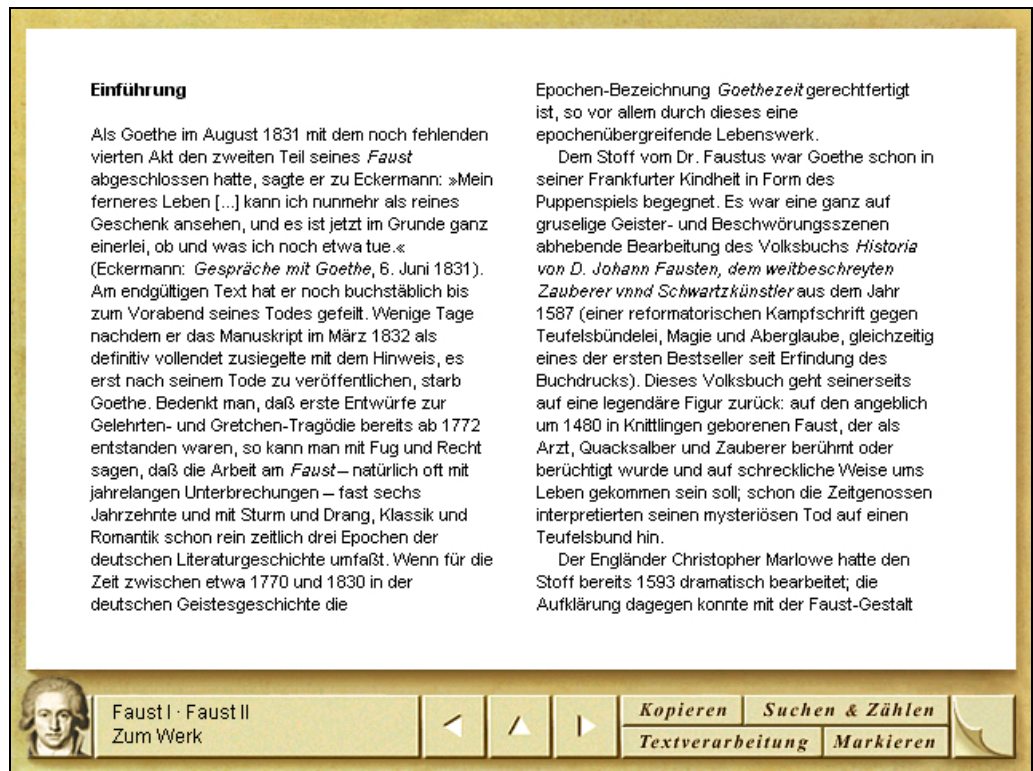 Einführung
Als Goethe im August 1831 mit dem noch fehlenden
vierten Akt den zweiten Teil seines Faust
abgeschlossen hatte, sagte er zu Eckermann: »Mein
ferneres Leben [...] kann ich nunmehr als reines
Geschenk ansehen, und es ist jetzt im Grunde ganz
einerlei, ob und was ich noch etwa tue.«
(Eckermann: Gespräche mit Goethe, 6. Juni 1831).
Am endgültigen Text hat er noch buchstäblich bis
zum Vorabend seines Todes gefeilt. Wenige Tage
nachdem er das Manuskript im März 1832 als
definitiv vollendet zusiegelte mit dem Hinweis, es
erst nach seinem Tode zu veröffentlichen, starb
Goethe. Bedenkt man, daß erste Entwürfe zur
Gelehrten- und Gretchen-Tragödie bereits ab 1772
entstanden waren, so kann man mit Fug und Recht
sagen, daß die Arbeit am Faust – natürlich oft mit
jahrelangen Unterbrechungen – fast sechs
Jahrzehnte und mit Sturm und Drang, Klassik und
Romantik schon rein zeitlich drei Epochen der
deutschen Literaturgeschichte umfaßt. Wenn für die
Zeit zwischen etwa 1770 und 1830 in der
deutschen Geistesgeschichte die
Epochen-Bezeichnung Goethezeit gerechtfertigt
ist, so vor allem durch dieses eine
epochenübergreifende Lebenswerk.
Dem Stoff vom Dr. Faustus war Goethe schon in
seiner Frankfurter Kindheit in Form des
Puppenspiels begegnet. Es war eine ganz auf
gruselige Geister- und Beschwörungsszenen
abhebende Bearbeitung des Volksbuchs Historia
von D. Johann Fausten, dem weitbeschreyten
Zauberer vnnd Schwartzkünstler aus dem Jahr
1587 (einer reformatorischen Kampfschrift gegen
Teufelsbündelei, Magie und Aberglaube, gleichzeitig
eines der ersten Bestseller seit Erfindung des
Buchdrucks). Dieses Volksbuch geht seinerseits
auf eine legendäre Figur zurück: auf den angeblich
um 1480 in Knittlingen geborenen Faust, der als
Arzt, Quacksalber und Zauberer berühmt oder
berüchtigt wurde und auf schreckliche Weise ums
Leben gekommen sein soll; schon die Zeitgenossen
interpretierten seinen mysteriösen Tod auf einen
Teufelsbund hin.
Der Engländer Christopher Marlowe hatte den
Stoff bereits 1593 dramatisch bearbeitet; die
Aufklärung dagegen konnte mit der Faust-Gestalt
Faust I · Faust II
Zum Werk
Kopieren
Suchen & Zählen
Textverarbeitung
Markieren